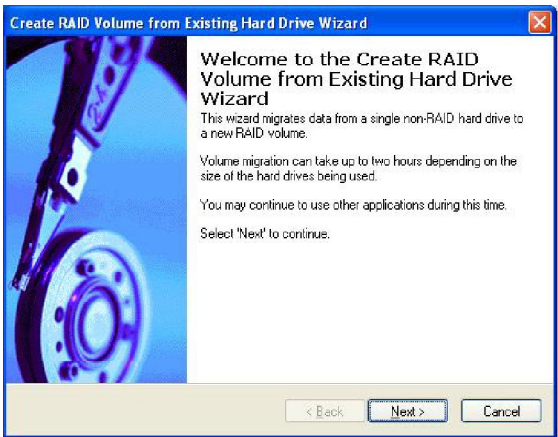 Create RAID Volume from Existing Hard Drive Wizard
Welcome to the Create RAID
Volume from Existing Hard Drive
Wizard
This wizard migrates data from a single non-RAID hard drive to
a new RAID volume.
Volume migration can take up to two hours depending on the
size of the hard drives being used.
You may continue to use other applications during this time.
Select 'Next' to continue.
< Back
Next >
Cancel